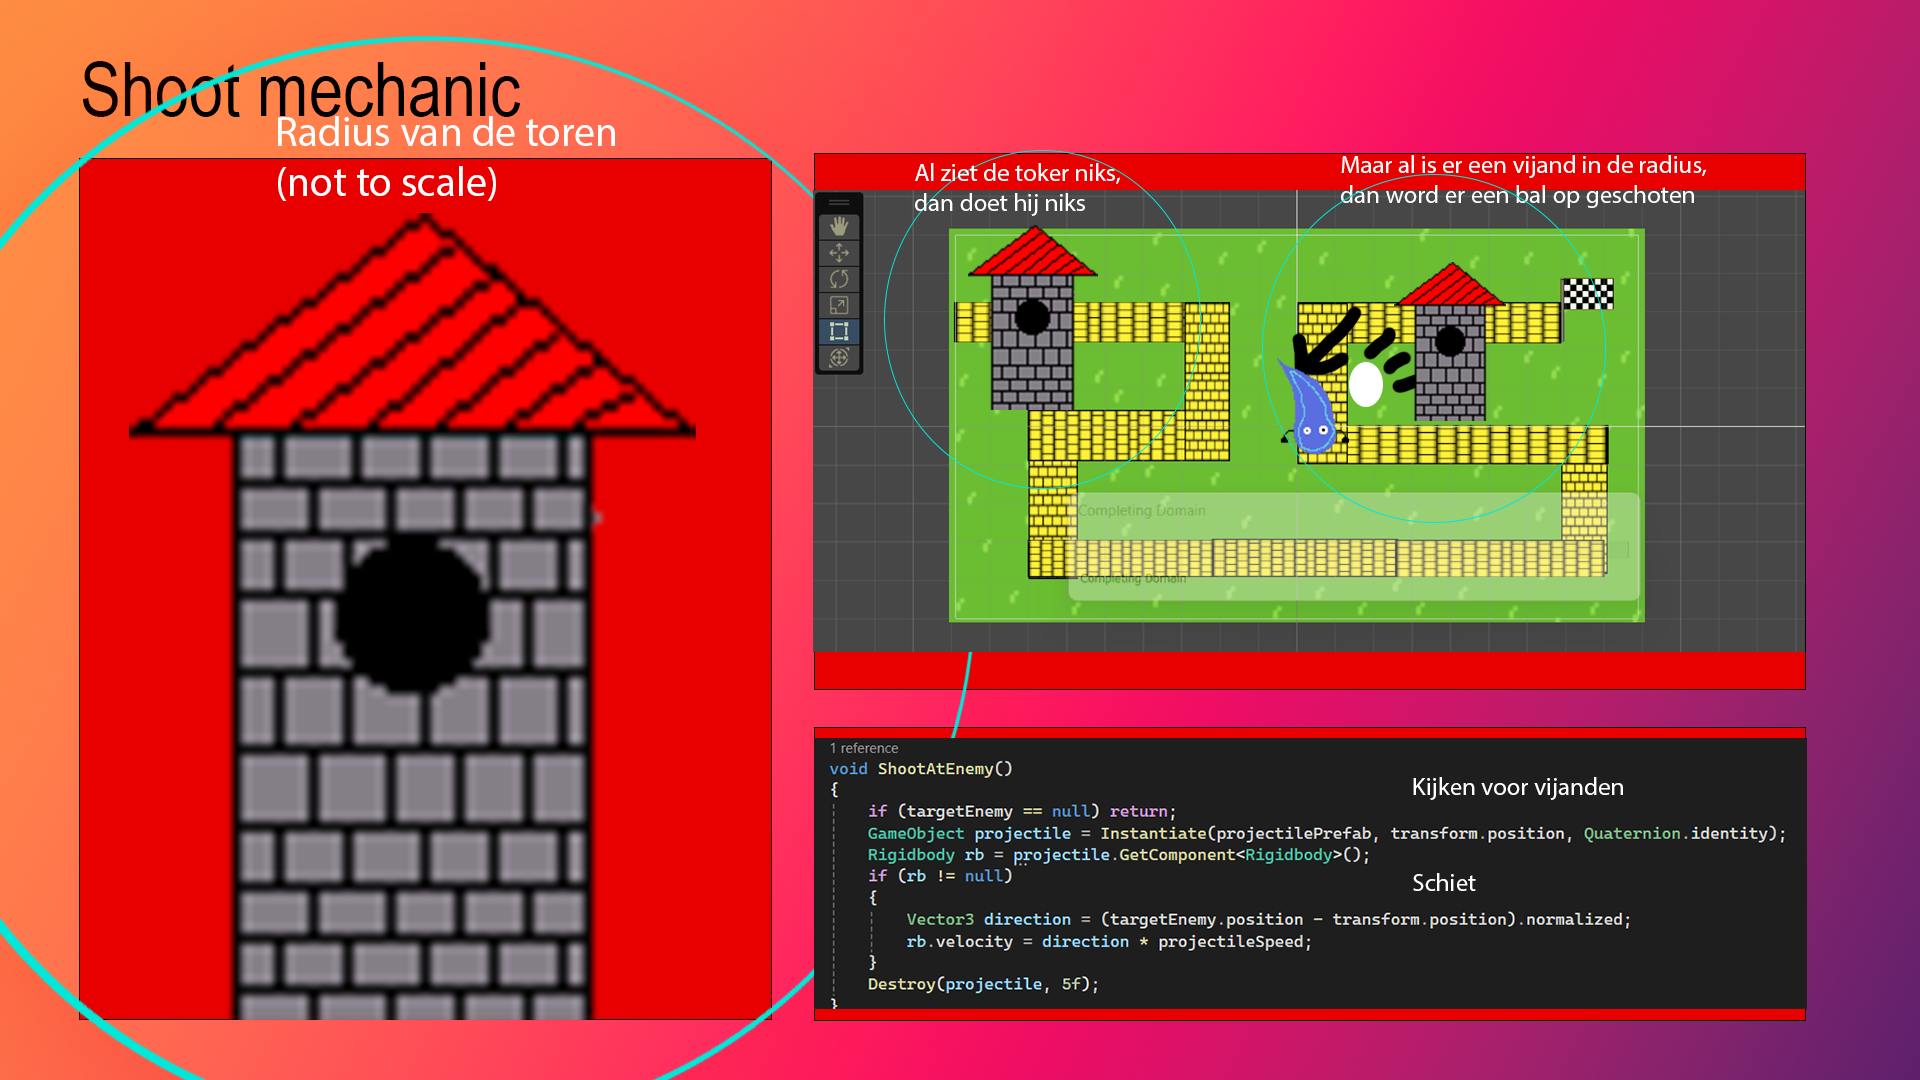 Shoot mechanic
Radius van de toren
(not to scale)
Al ziet de toker niks,
dan doet hij niks
Maar al is er een vijand in de radius,
dan word er een bal op geschoten
Completing Domain
Completing Domain
1 reference
void ShootAtEnemy()
{
if (targetEnemy == null) return;
GameObject projectile = Instantiate(projectilePrefab, transform.position, Quaternion.identity);
Rigidbody rb = projectile.GetComponent<Rigidbody>();
if (rb != null)
{
Vector3 direction = (targetEnemy.position - transform.position).normalized;
rb.velocity = direction * projectileSpeed;
}
Destroy(projectile, 5f);
}
Kijken voor vijanden
Schiet